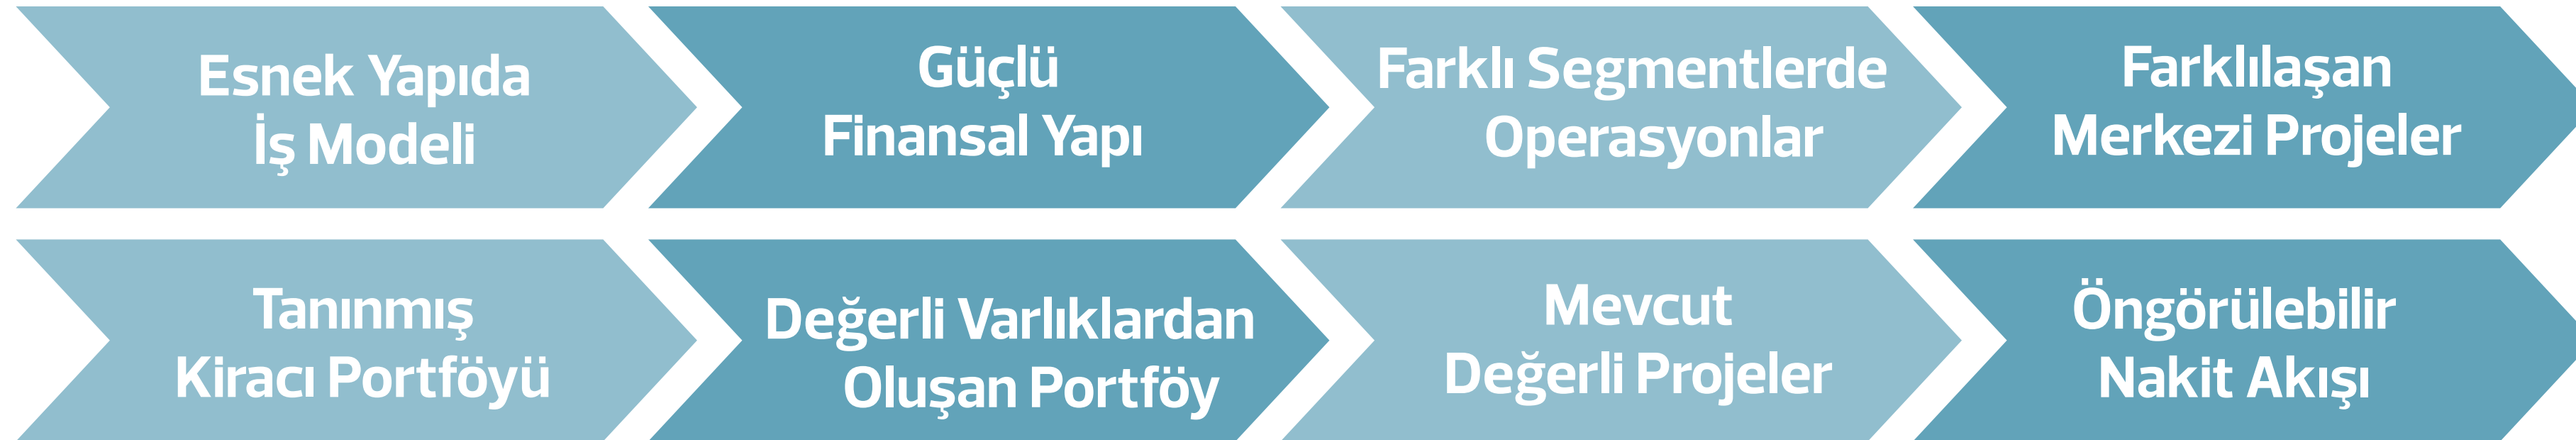 Esnek Yapıda
İş Modeli
Güçlü
Finansal Yapı
Farklı Segmentlerde
Operasyonlar
Farklılaşan
Merkezi Projeler
Tanınmış
Kiracı Portföyü
Değerli Varlıklardan
Oluşan Portföy
Mevcut
Değerli Projeler
Öngörülebilir
Nakit Akışı